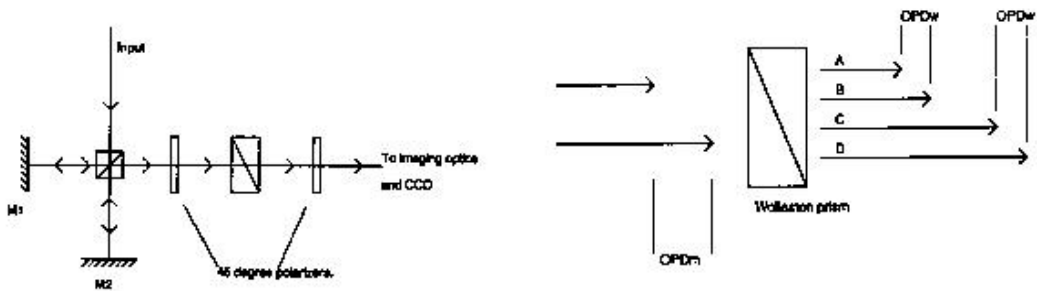 Input
M1
M2
To imaging optics
and CCD
45 degree polarizers.
OPDm
OPDw
OPDw
A
B
C
D
Wollaston prism